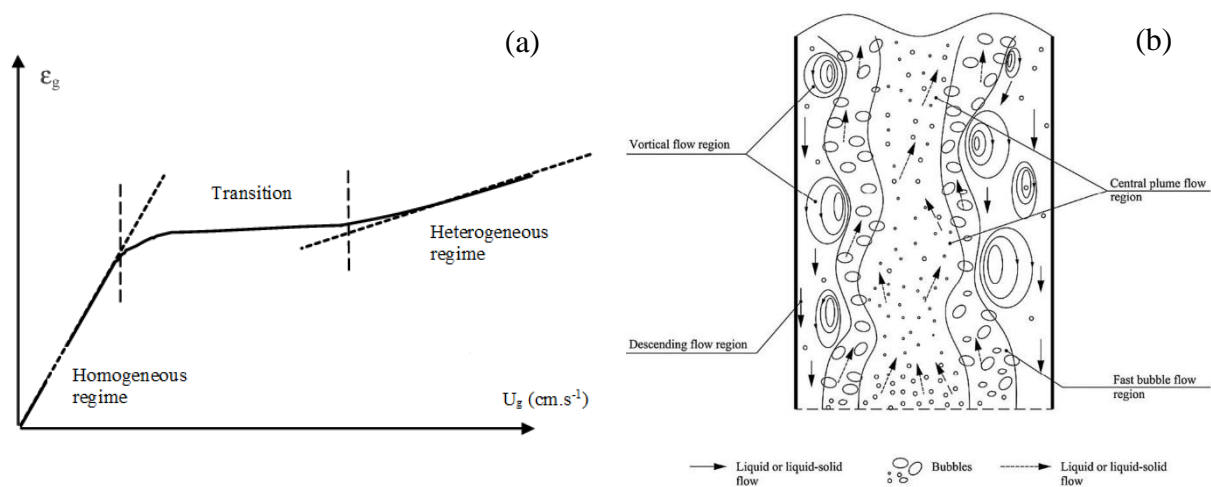 (a)
εg
Transition
Heterogeneous
regime
Homogeneous
regime
Ug (cm.s-1)
(b)
Vortical flow region
Central plume flow
region
Descending flow region
Fast bubble flow
region
Liquid or liquid-solid
flow
Bubbles
Liquid or liquid-solid
flow